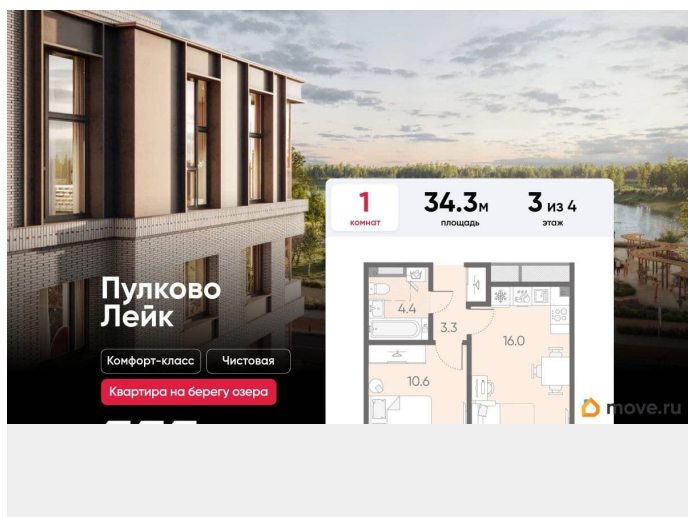 1
комнат
34.3м
площадь
3 из 4
этаж
Пулково
Лейк
4.4
3.3
16.0
Комфорт-класс
Чистовая
10.6
Квартира на берегу озера
move.ru